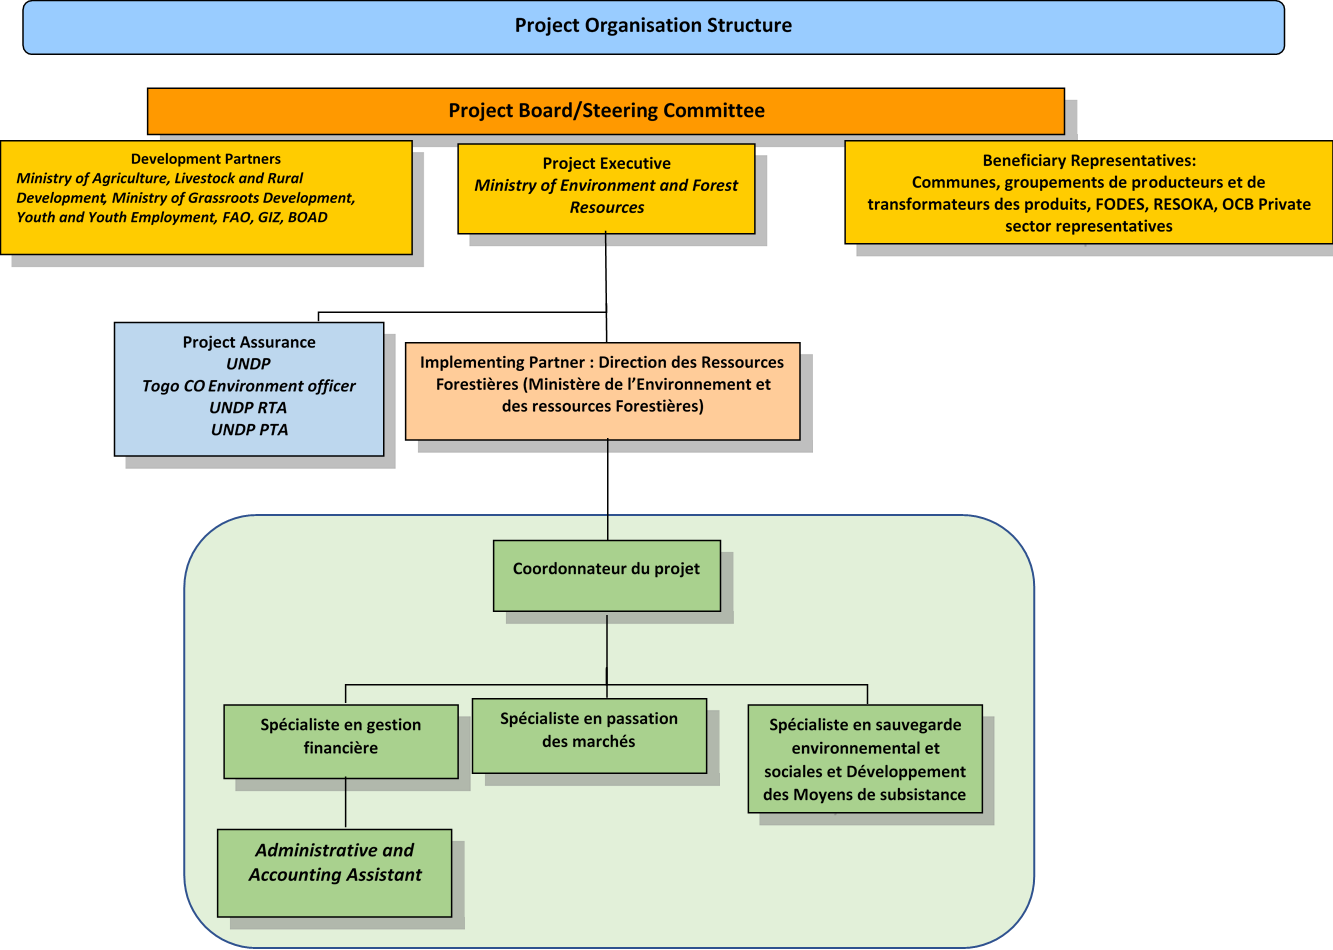 Project Organisation Structure
Project Board/Steering Committee
Development Partners
Ministry of Agriculture, Livestock and Rural
Development, Ministry of Grassroots Development,
Youth and Youth Employment, FAO, GIZ, BOAD
Project Executive
Ministry of Environment and Forest
Resources
Beneficiary Representatives:
Communes, groupements de producteurs et de
transformateurs des produits, FODES, RESOKA, OCB Private
sector representatives
Project Assurance
UNDP
Togo CO Environment officer
UNDP RTA
UNDP PTA
Implementing Partner : Direction des Ressources
Forestières (Ministère de l’Environnement et
des ressources Forestières)
Coordonnateur du projet
Spécialiste en gestion
financière
Spécialiste en passation
des marchés
Spécialiste en sauvegarde
environnemental et
sociales et Développement
des Moyens de subsistance
Administrative and
Accounting Assistant